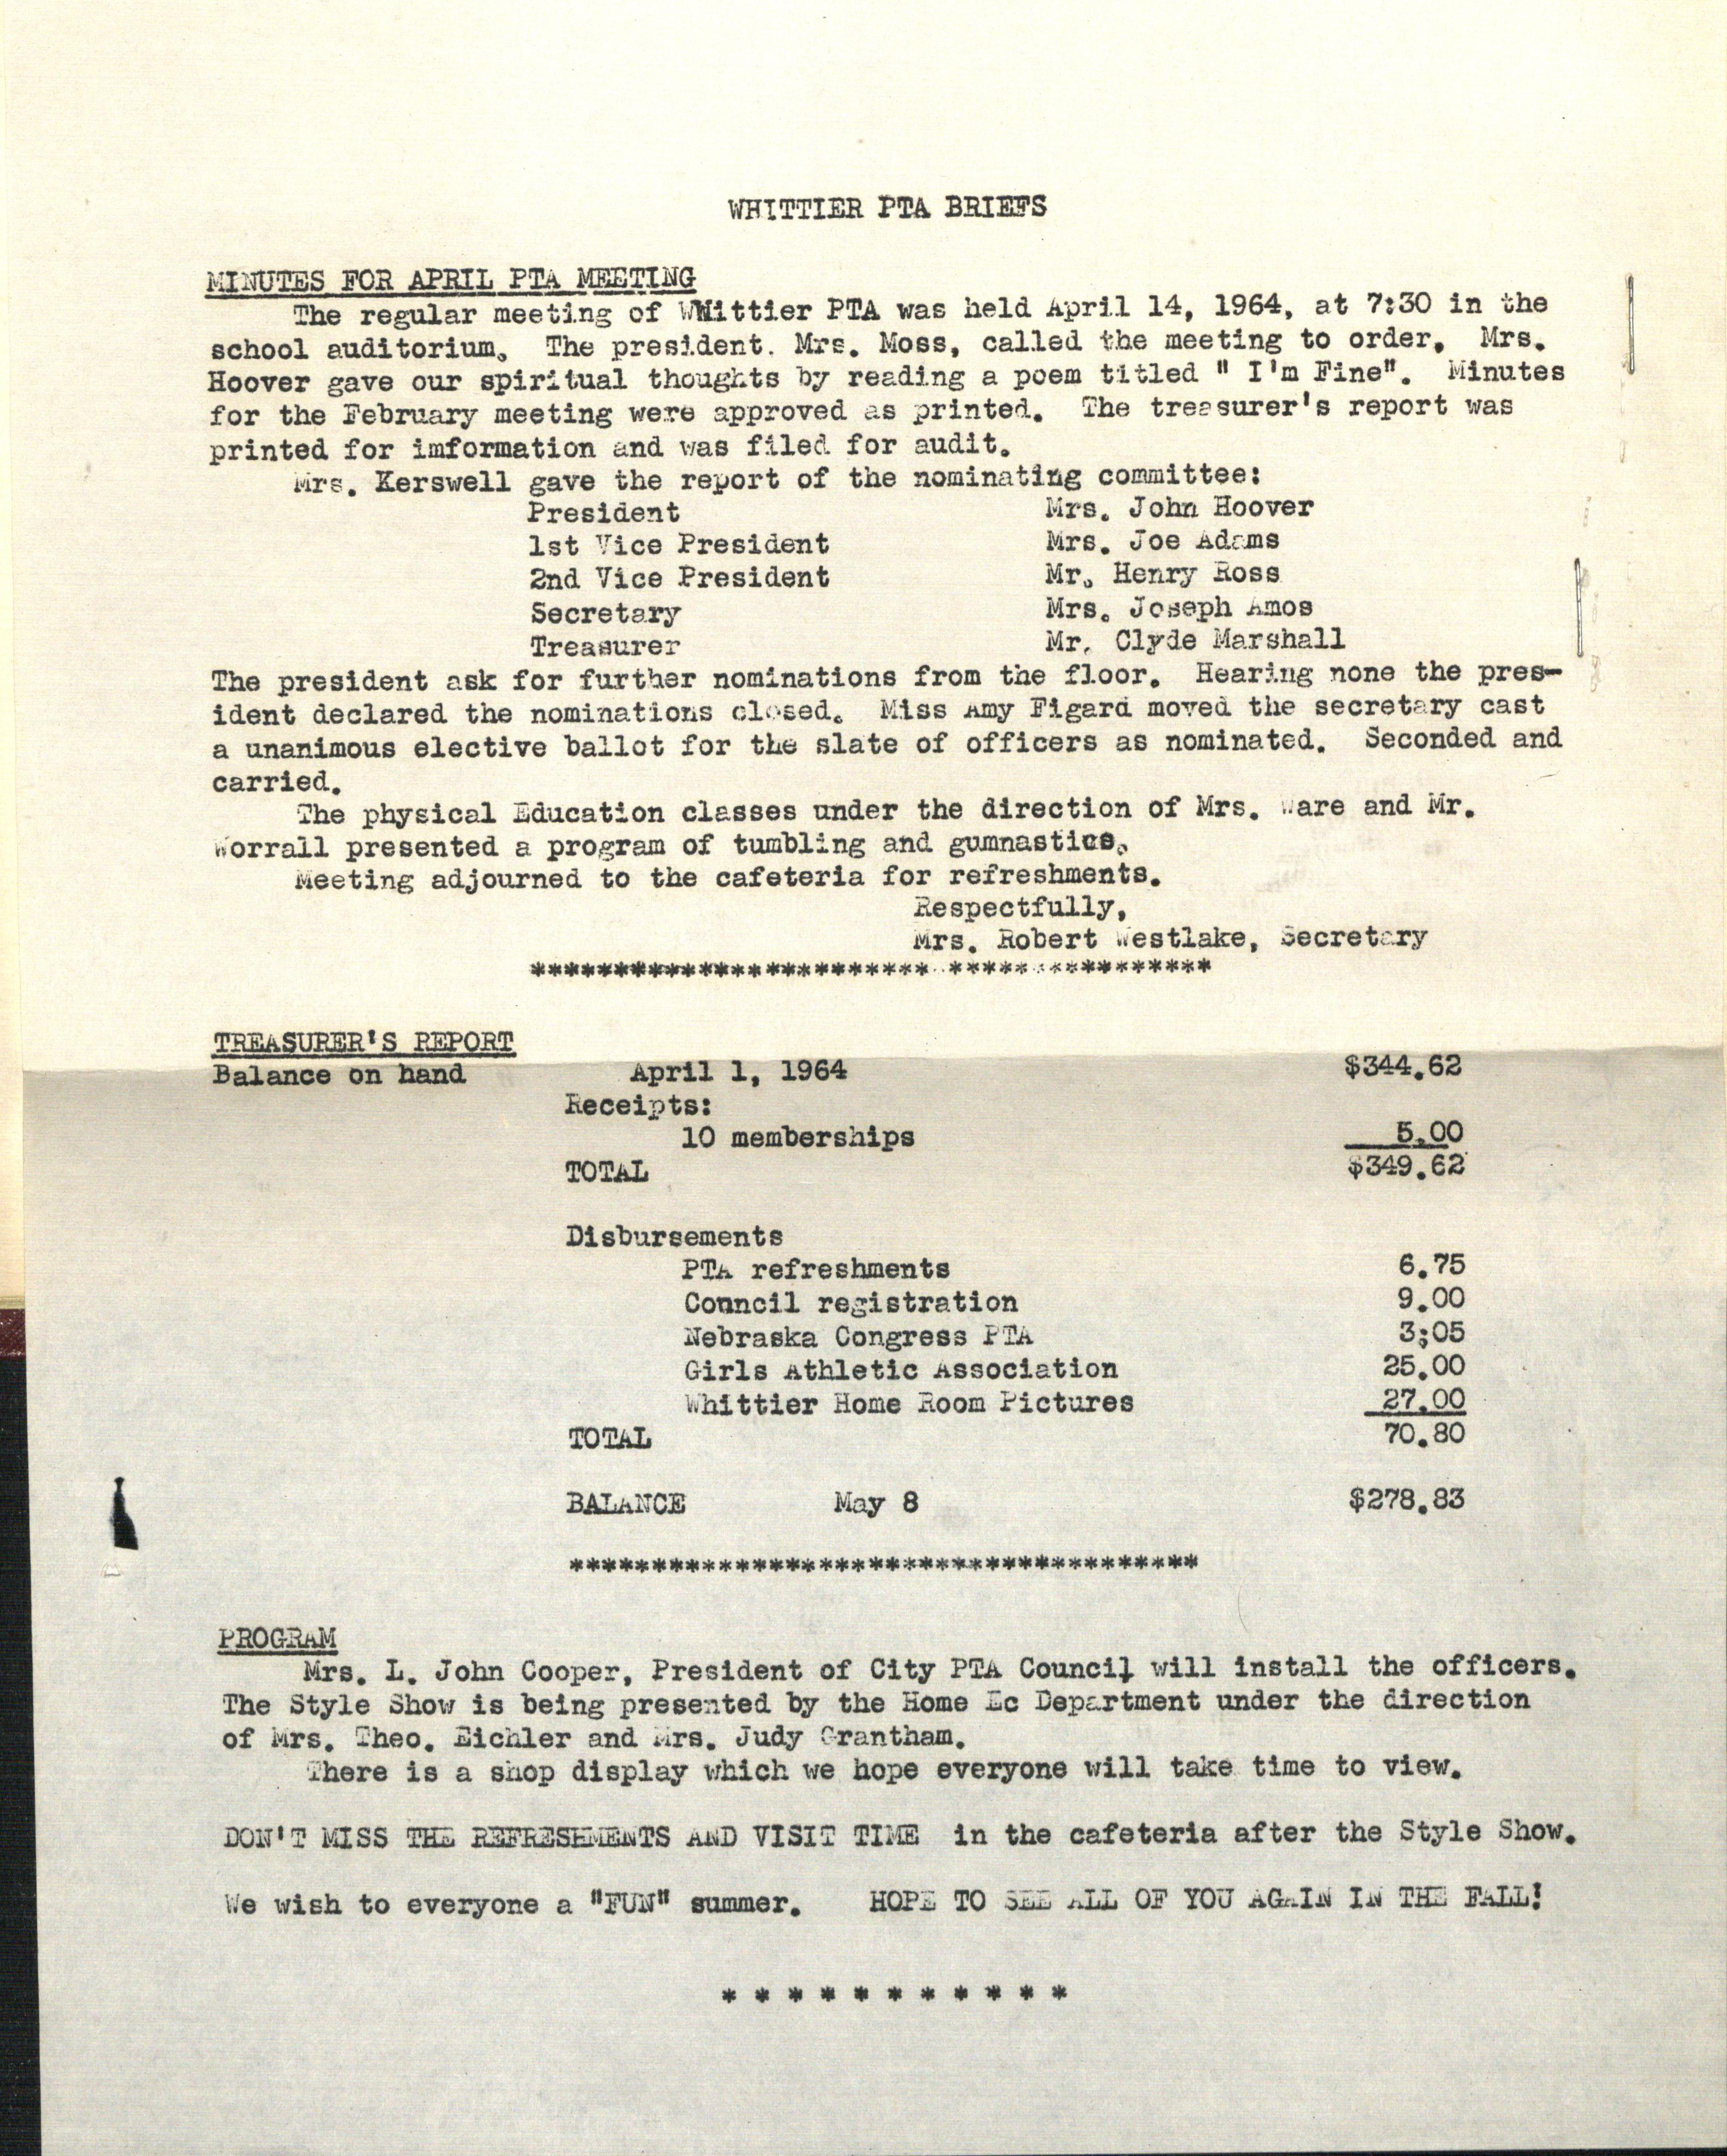 WHITTIER PTA BRIEFS
MINUTES FOR APRIL PTA MEETING
The regular meeting of WHittier PTA was held April 14, 1964, at 7:30 in the
school auditorium. The president. Mrs. Moss, called the meeting to order. Mrs.
Hoover gave our spiritual thoughts by reading a poem titled " I'm Fine". Minutes
for the February meeting were approved as printed. The treasurer's report was
printed for imformation and was filed for audit.
Mrs. Kerswell gave the report of the nominating committee:
President Mrs. John Hoover
1st Vice President Mrs. Joe Adams
2nd Vice President Mr. Henry Ross
Secretary Mrs. Joseph Amos
Treasurer Mr. Clyde Marshall
The president ask for further nominations from the floor. Hearing none the pres-
ident declared the nominations closed. Miss Amy Figard moved the secretary cast
a unanimous elective ballot for the slate of officers as nominated. Seconded and
carried.
The physical Education classes under the direction of Mrs. Ware and Mr.
Worrall presented a program of tumbling and gumnastics.
Meeting adjourned to the cafeteria for refreshments.
Respectfully,
Mrs. Robert Westlake, Secretary
*****************************************
TREASURER'S REPORT
Balance on hand April 1, 1964 $344.62
Receipts:
10 memberships 5.00
TOTAL $349.62
Disbursements
PTA refreshments 6.75
Council registration 9.00
Nebraska Congress PTA 3;05
Girls Athletic Association 25.00
Whittier Home Room Pictures 27.00
TOTAL 70.80
BALANCE May 8 $278.83
**************************************
PROGRAM
Mrs. L. John Cooper, President of City PTA Council will install the officers.
The Style Show is being presented by the Home Ec Department under the direction
of Mrs. Theo. Eichler and Mrs. Judy Grantham.
There is a shop display which we hope everyone will take time to view.
DON'T MISS THE REFRESHMENTS AND VISIT TIME in the cafeteria after the Style Show.
We wish to everyone a "FUN" summer. HOPE TO SEE ALL OF YOU AGAIN IN THE FALL!
* * * * * * * * * * *